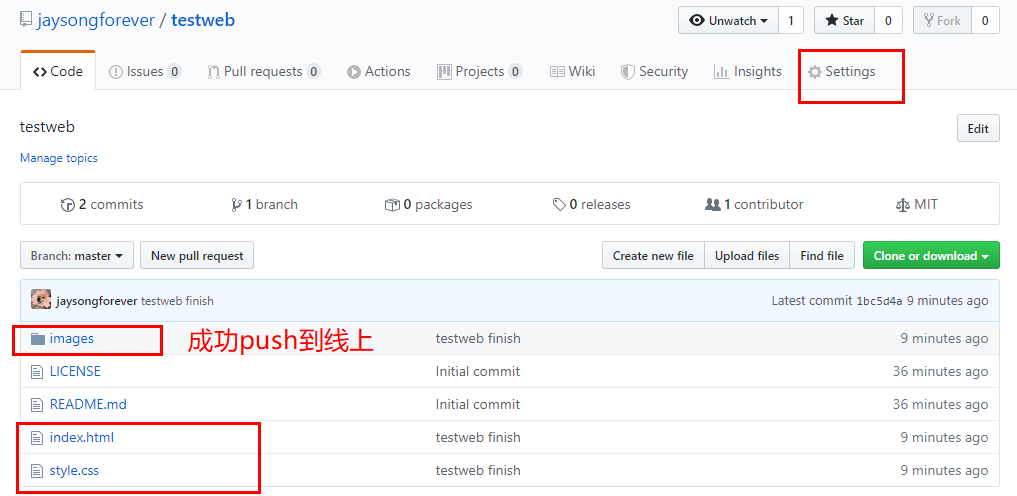 jaysongforever / testweb
Unwatch 1 Star 0 Fork 0
Code Issues 0 Pull requests 0 Actions Projects 0 Wiki Security Insights Settings
testweb
Edit
Manage topics
2 commits 1 branch 0 packages 0 releases 1 contributor MIT
Branch: master New pull request Create new file Upload files Find file Clone or download
jaysongforever testweb finish Latest commit 1bc5d4a 9 minutes ago
images 成功push到线上 testweb finish 9 minutes ago
LICENSE Initial commit 36 minutes ago
README.md Initial commit 36 minutes ago
index.html testweb finish 9 minutes ago
style.css testweb finish 9 minutes ago